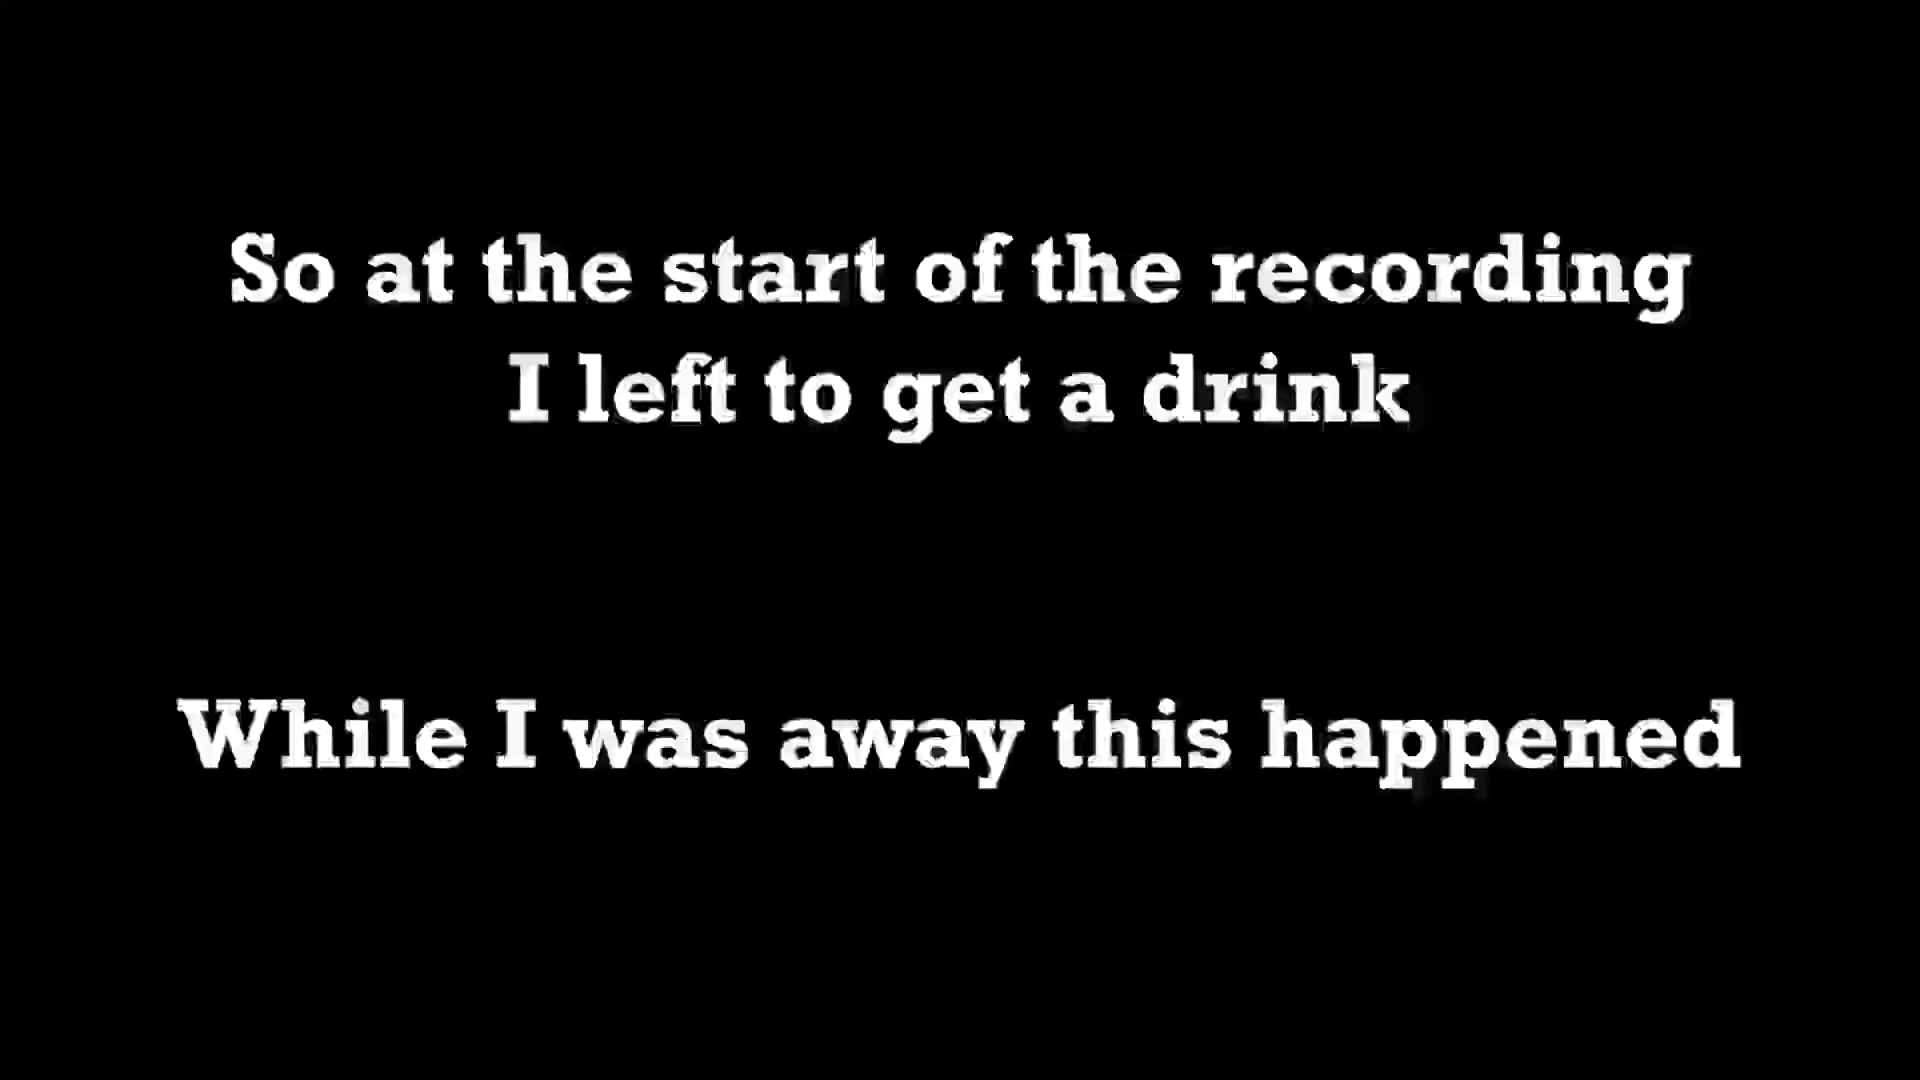 So at the start of the recording
I left to get a drink
While I was away this happened